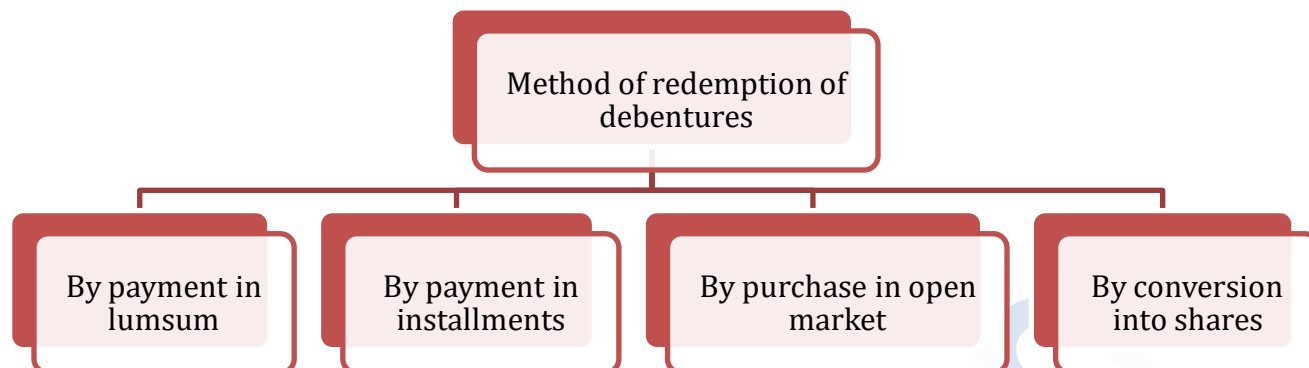 Method of redemption of
debentures
By payment in
lumsum
By payment in
installments
By purchase in open
market
By conversion
into shares